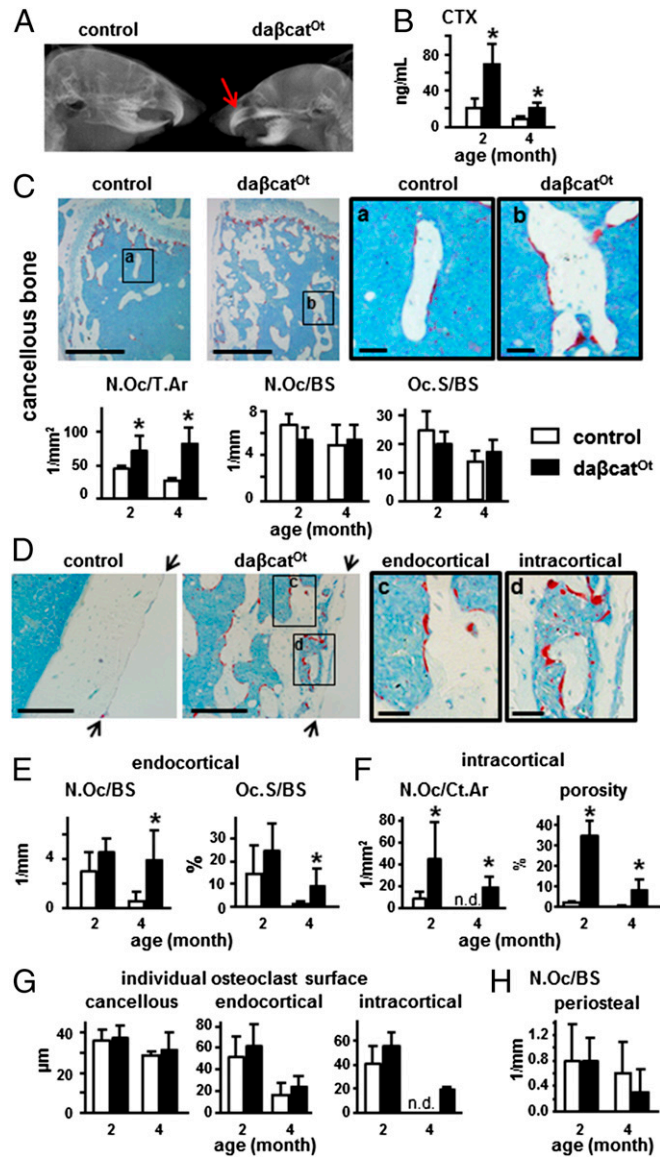 A
control daβcatOt
B
CTX
ng/mL
80
40
0
* *
2 4
age (month)
C
control daβcatOt control daβcatOt
a b a b
cancellous bone
N.Oc/T.Ar N.Oc/BS Oc.S/BS
1/mm²
100
50
0
* *
2 4
1/mm
8
4
0
2 4
30
20
10
0
2 4
age (month)
control
daβcatOt
D
control daβcatOt endocortical intracortical
c d c d
E
endocortical
N.Oc/BS Oc.S/BS
1/mm
4
0
*
2 4
%
20
10
0
*
2 4
age (month)
F
intracortical
N.Oc/Ct.Ar porosity
1/mm²
80
60
40
20
0
* n.d. *
2 4
%
40
30
20
10
0
* *
2 4
age (month)
G
individual osteoclast surface
cancellous endocortical intracortical
µm
40
20
0
2 4
80
60
40
20
0
2 4
80
60
40
20
0
n.d.
2 4
age (month)
H
N.Oc/BS
periosteal
1/mm
1.2
0.8
0.4
0.0
2 4
age (month)